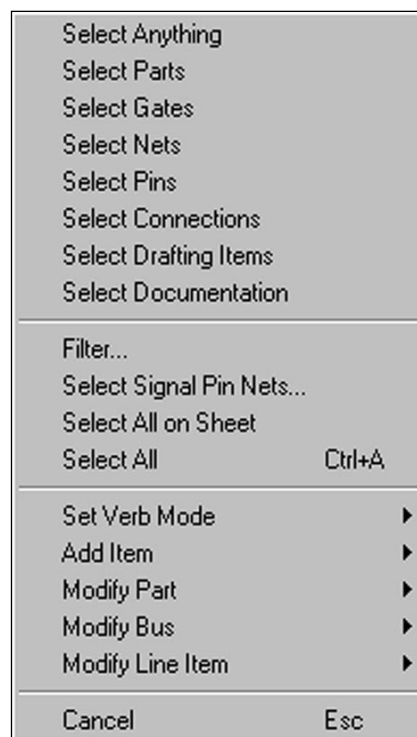 Select Anything
Select Parts
Select Gates
Select Nets
Select Pins
Select Connections
Select Drafting Items
Select Documentation
Filter...
Select Signal Pin Nets...
Select All on Sheet
Select All Ctrl+A
Set Verb Mode
Add Item
Modify Part
Modify Bus
Modify Line Item
Cancel Esc